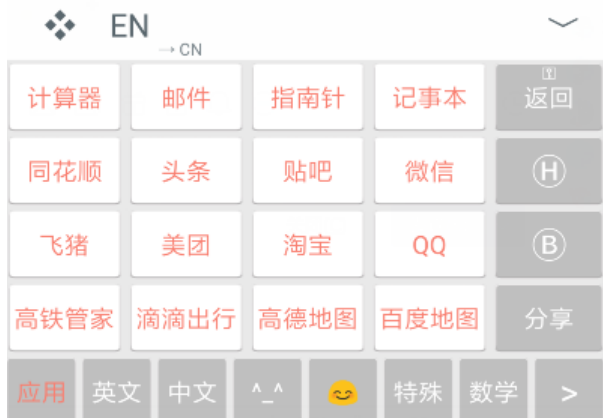 EN
→ CN
计算器 邮件 指南针 记事本 返回
同花顺 头条 贴吧 微信 Ⓗ
飞猪 美团 淘宝 QQ Ⓑ
高铁管家 滴滴出行 高德地图 百度地图 分享
应用 英文 中文 ^_^ 😊 特殊 数学 >